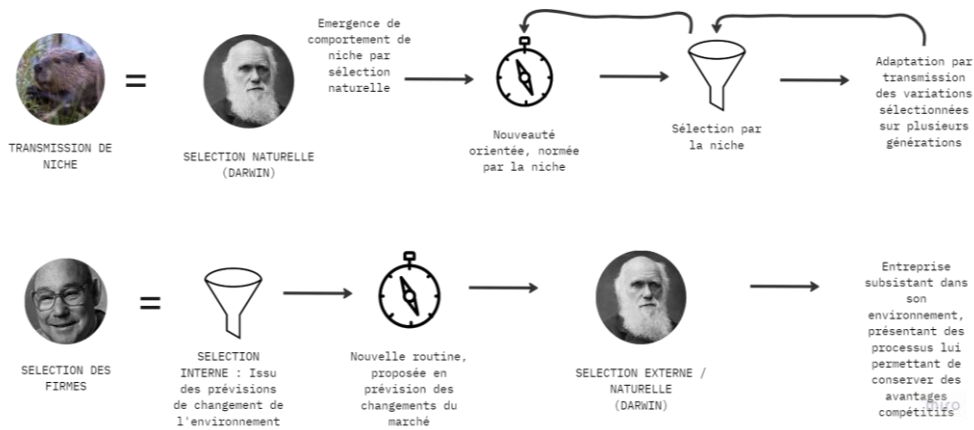 TRANSMISSION DE
NICHE
=
SELECTION NATURELLE
(DARWIN)
Emergence de
comportement de
niche par
sélection
naturelle
Nouveauté
orientée, normée
par la niche
Sélection par
la niche
Adaptation par
transmission
des variations
sélectionnées
sur plusieurs
générations
SELECTION DES
FIRMES
=
SELECTION
INTERNE : Issu
des prévisions
de changement de
l'environnement
Nouvelle routine,
proposée en
prévision des
changements du
marché
SELECTION EXTERNE /
NATURELLE
(DARWIN)
Entreprise
subsistant dans
son
environnement,
présentant des
processus lui
permettant de
conserver des
avantages
compétitifs
miro